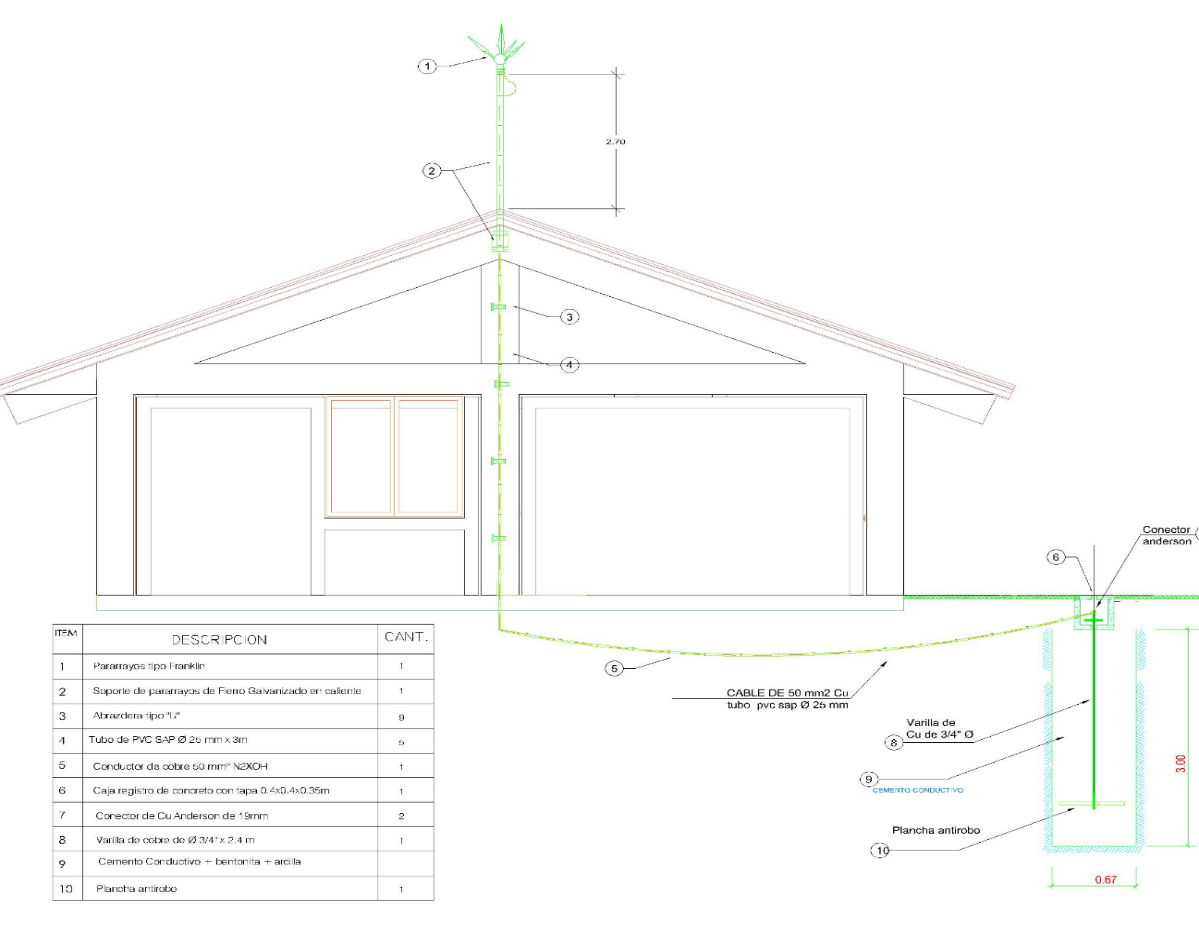 1
2.70
2
3
4
Conector
anderson
6
5
CABLE DE 50 mm2 Cu
tubo pvc sap Ø 25 mm
Varilla de
Cu de 3/4" Ø
8
9
CEMENTO CONDUCTIVO
3.00
Plancha antirobo
10
0.67
ITEM DESCRIPCION CANT.
1 Pararrayos tipo Franklin 1
2 Soporte de pararrayos de Fierro Galvanizado en caliente 1
3 Abrazdera tipo "U" 9
4 Tubo de PVC SAP Ø 25 mm x 3m 5
5 Conductor de cobre 50 mm² N2XOH 1
6 Caja registro de concreto con tapa 0.4x0.4x0.35m 1
7 Conector de Cu Anderson de 19mm 2
8 Varilla de cobre de Ø 3/4" x 2.4 m 1
9 Cemento Conductivo + bentonita + arcilla
10 Plancha antirobo 1